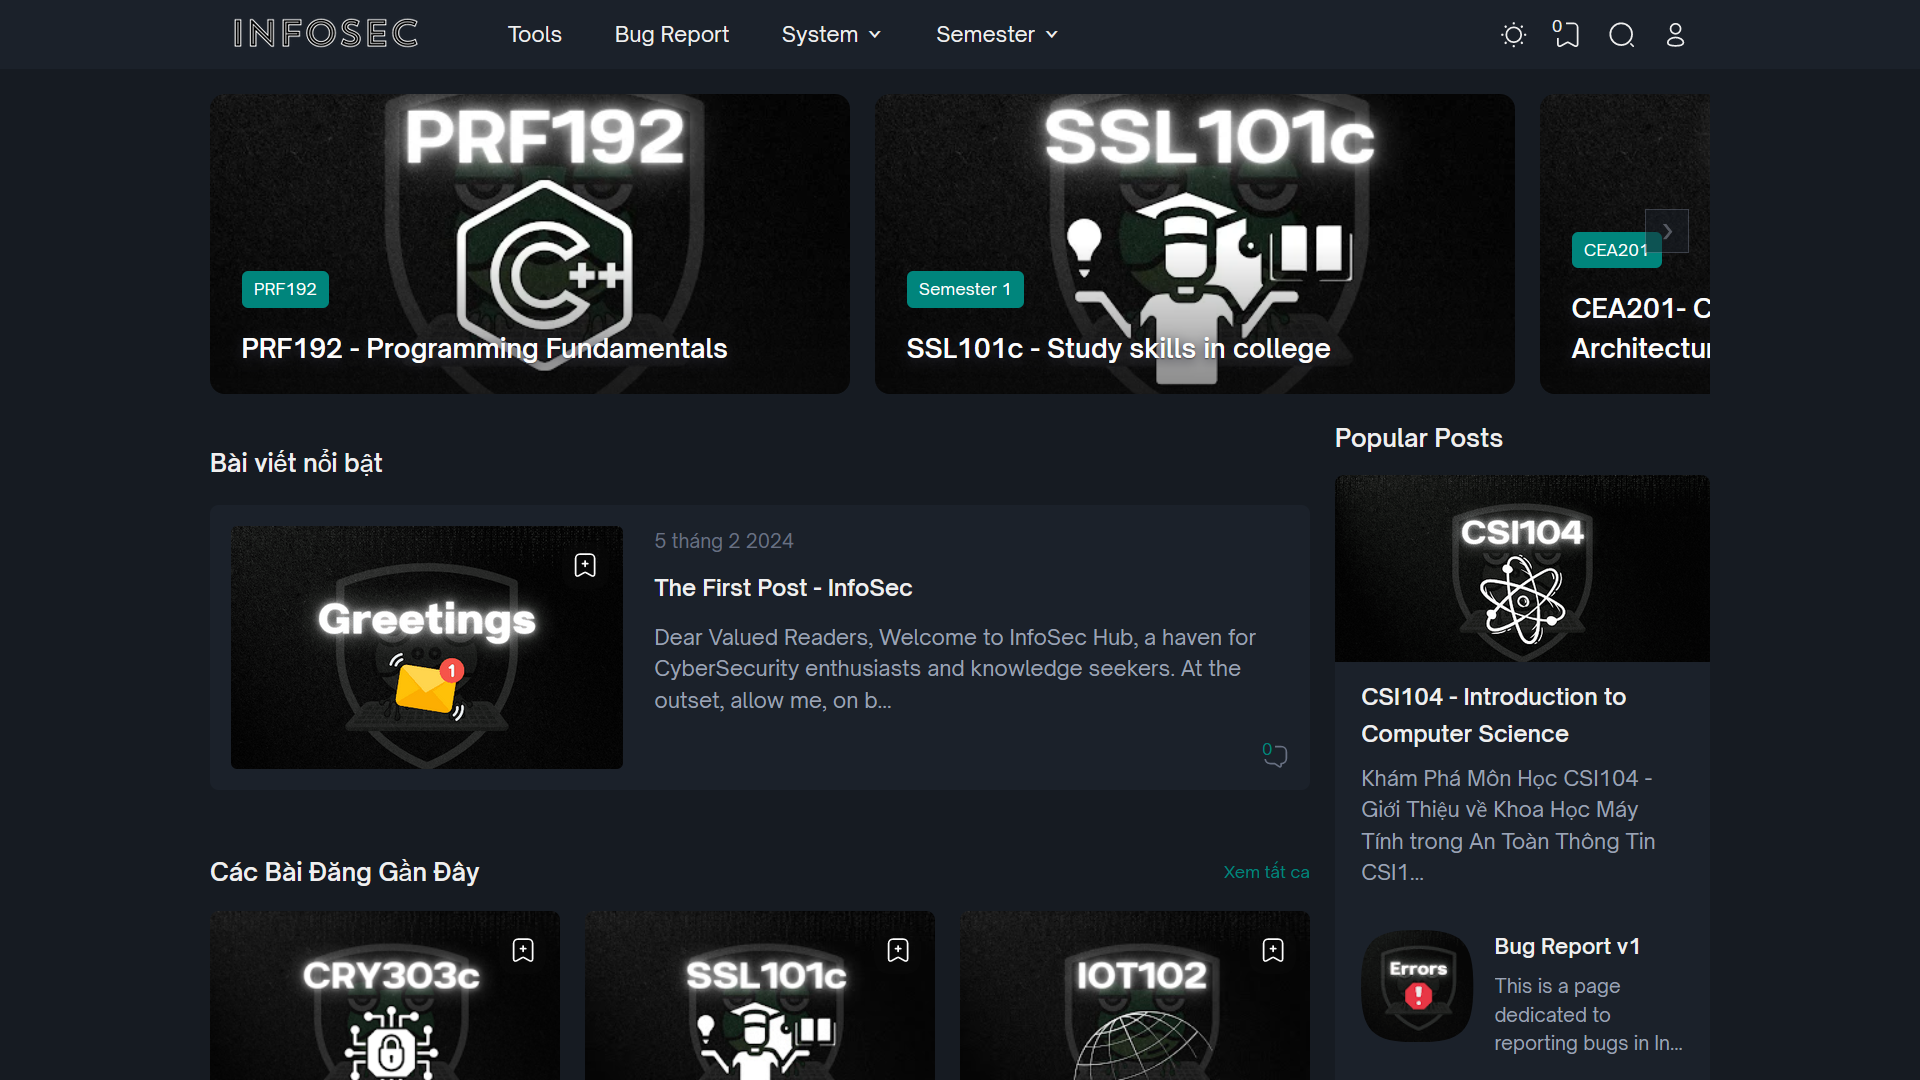 INFOSEC
Tools
Bug Report
System
Semester
0
PRF192
PRF192
PRF192 - Programming Fundamentals
SSL101c
Semester 1
SSL101c - Study skills in college
CEA201
CEA201- C
Architectu
Bài viết nổi bật
Greetings
1
5 tháng 2 2024
The First Post - InfoSec
Dear Valued Readers, Welcome to InfoSec Hub, a haven for
CyberSecurity enthusiasts and knowledge seekers. At the
outset, allow me, on b...
0
Popular Posts
CSI104
CSI104 - Introduction to
Computer Science
Khám Phá Môn Học CSI104 -
Giới Thiệu về Khoa Học Máy
Tính trong An Toàn Thông Tin
CSI1...
Errors
Bug Report v1
This is a page
dedicated to
reporting bugs in In...
Các Bài Đăng Gần Đây
Xem tất ca
CRY303c
SSL101c
IOT102